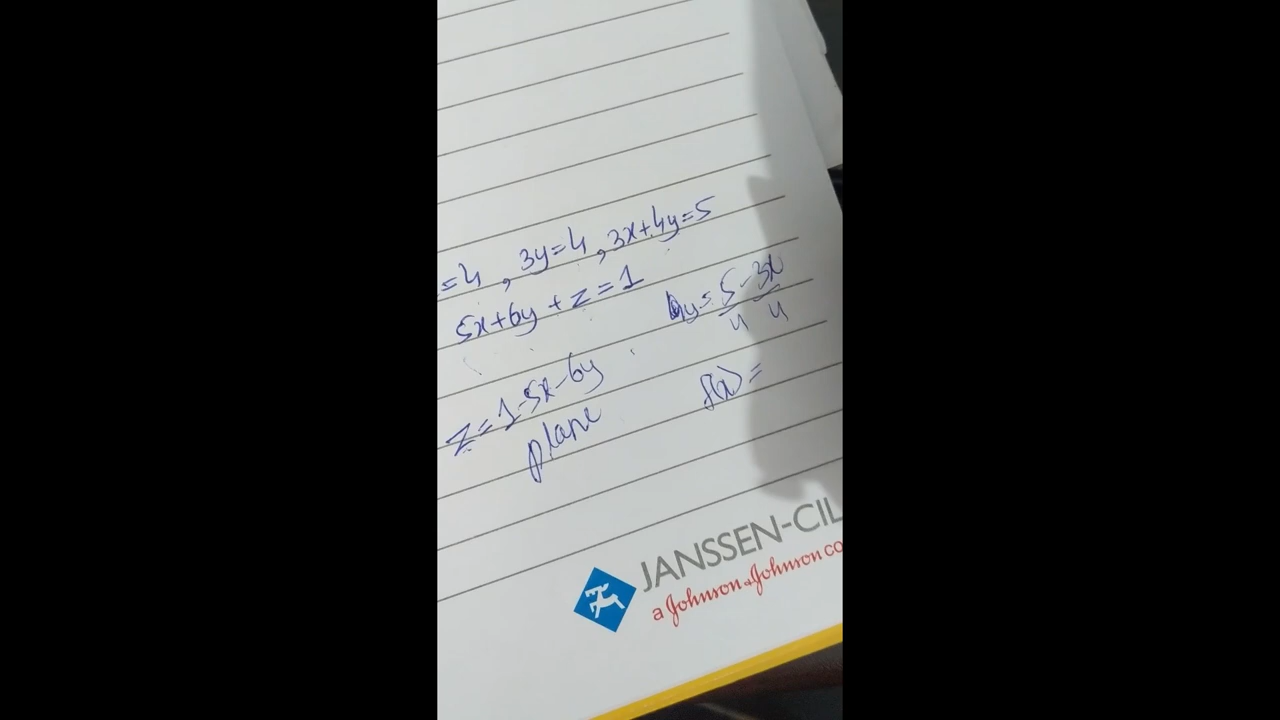 =4 , 3y=4 , 3x+4y=5
5x+6y+z=1
y=5-3x
4 4
z=1-5x-6y
plane
f(x)=
JANSSEN-CIL
a Johnson & Johnson co